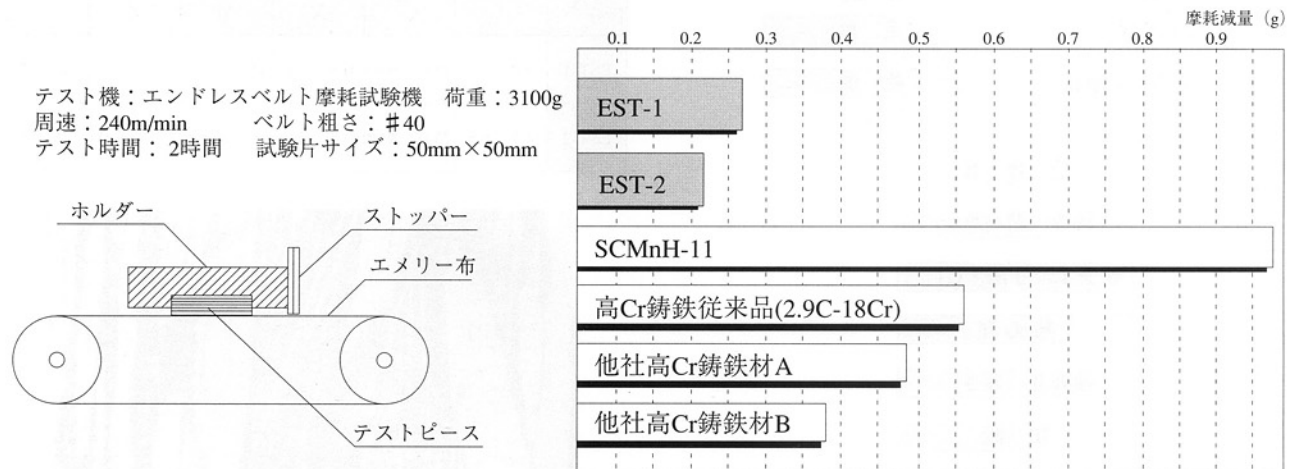 テスト機：エンドレスベルト摩耗試験機　荷重：3100g
周速：240m/min　ベルト粗さ：＃40
テスト時間：2時間　試験片サイズ：50mm×50mm
ホルダー
ストッパー
エメリー布
テストピース
摩耗減量（g）
0.1 0.2 0.3 0.4 0.5 0.6 0.7 0.8 0.9
EST-1
EST-2
SCMnH-11
高Cr鋳鉄従来品(2.9C-18Cr)
他社高Cr鋳鉄材A
他社高Cr鋳鉄材B